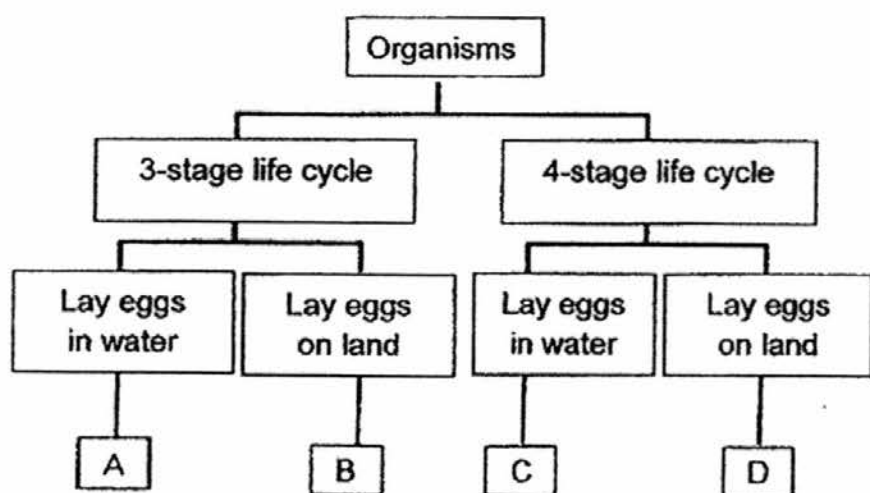 Organisms
3-stage life cycle
4-stage life cycle
Lay eggs
in water
Lay eggs
on land
Lay eggs
in water
Lay eggs
on land
A
B
C
D